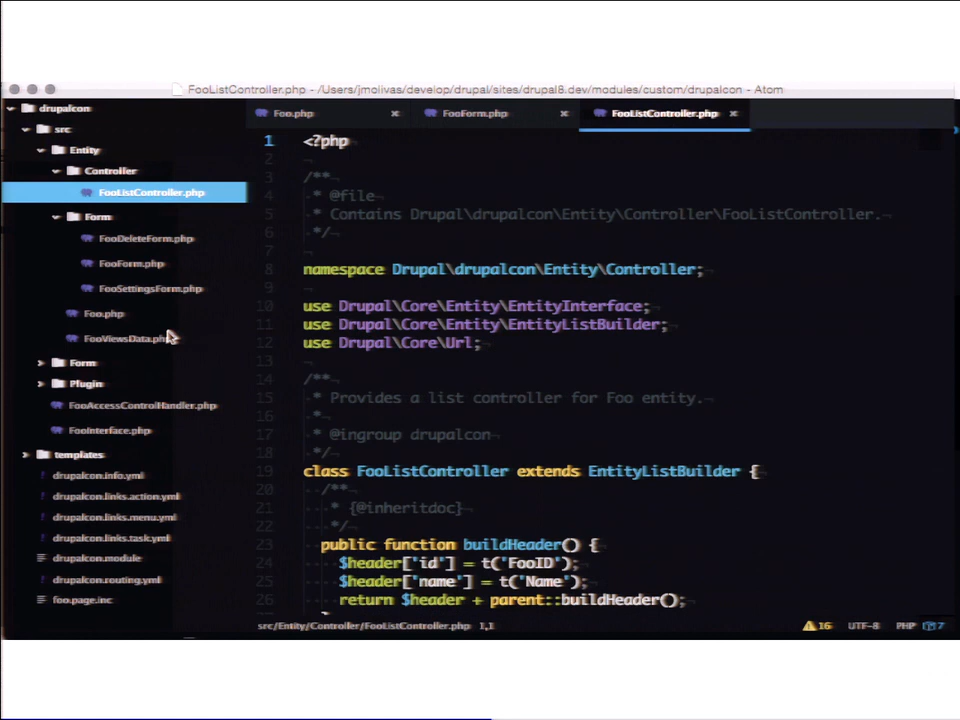 FooListController.php - /Users/jmolivas/develop/drupal/sites/drupal8.dev/modules/custom/drupalcon - Atom
drupalcon
src
Entity
Controller
FooListController.php
Form
FooDeleteForm.php
FooForm.php
FooSettingsForm.php
Foo.php
FooViewsData.php
Form
Plugin
FooAccessControlHandler.php
FooInterface.php
templates
drupalcon.info.yml
drupalcon.links.action.yml
drupalcon.links.menu.yml
drupalcon.links.task.yml
drupalcon.module
drupalcon.routing.yml
foo.page.inc
Foo.php × FooForm.php × FooListController.php ×
1 <?php
2
3 /**
4 * @file
5 * Contains Drupal\drupalcon\Entity\Controller\FooListController.
6 */
7
8 namespace Drupal\drupalcon\Entity\Controller;
9
10 use Drupal\Core\Entity\EntityInterface;
11 use Drupal\Core\Entity\EntityListBuilder;
12 use Drupal\Core\Url;
13
14 /**
15 * Provides a list controller for Foo entity.
16 *
17 * @ingroup drupalcon
18 */
19 class FooListController extends EntityListBuilder {
20 /**
21 * {@inheritdoc}
22 */
23 public function buildHeader() {
24 $header['id'] = t('FooID');
25 $header['name'] = t('Name');
26 return $header + parent::buildHeader();
src/Entity/Controller/FooListController.php 1,1 16 UTF-8 PHP 7